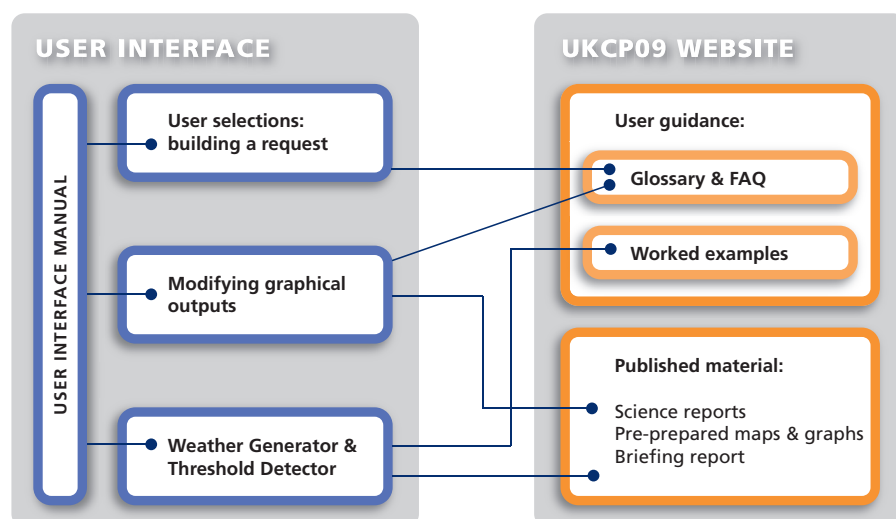 USER INTERFACE
USER INTERFACE MANUAL
User selections:
building a request
Modifying graphical
outputs
Weather Generator &
Threshold Detector
UKCP09 WEBSITE
User guidance:
Glossary & FAQ
Worked examples
Published material:
Science reports
Pre-prepared maps & graphs
Briefing report